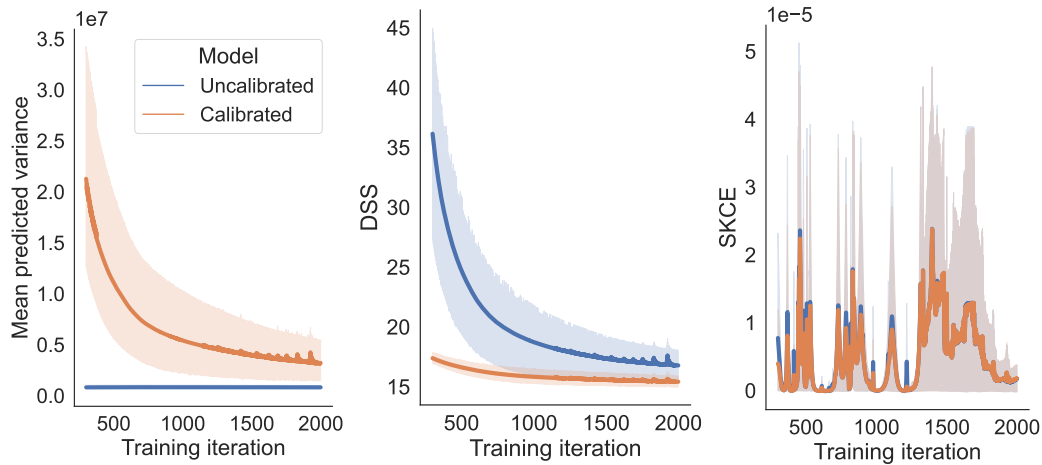 1e7
Mean predicted variance
3.5
3.0
2.5
2.0
1.5
1.0
0.5
0.0
Model
Uncalibrated
Calibrated
500 1000 1500 2000
Training iteration
DSS
45
40
35
30
25
20
15
500 1000 1500 2000
Training iteration
1e−5
SKCE
5
4
3
2
1
0
500 1000 1500 2000
Training iteration